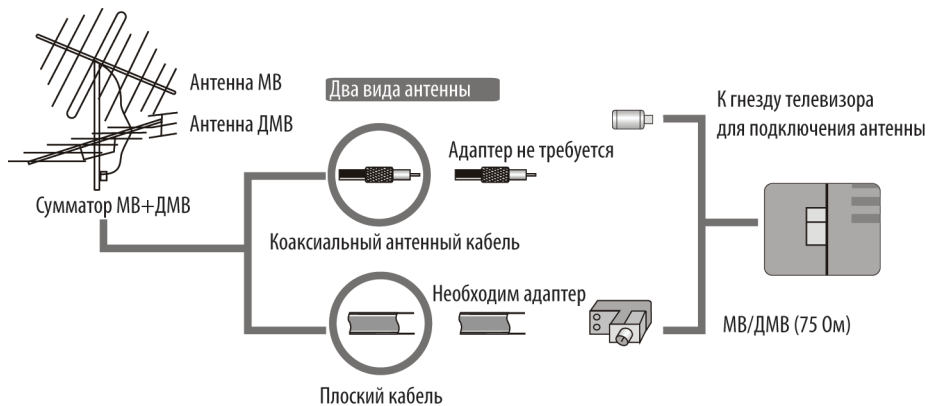 Антенна МВ
Два вида антенны
К гнезду телевизора
для подключения антенны
Антенна ДМВ
Адаптер не требуется
Сумматор МВ+ДМВ
Коаксиальный антенный кабель
Необходим адаптер
МВ/ДМВ (75 Ом)
Плоский кабель